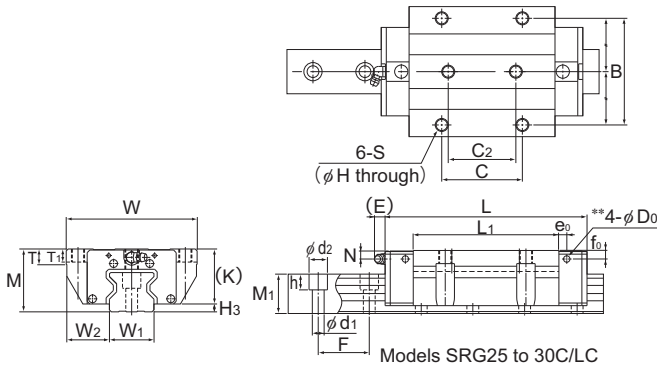 B
6-S
(φH through)
C2
C
W
T
T1
M
(K)
H3
W2
W1
(E)
L
**4-φD0
L1
e0
f0
φd2
N
h
M1
φd1
F
Models SRG25 to 30C/LC